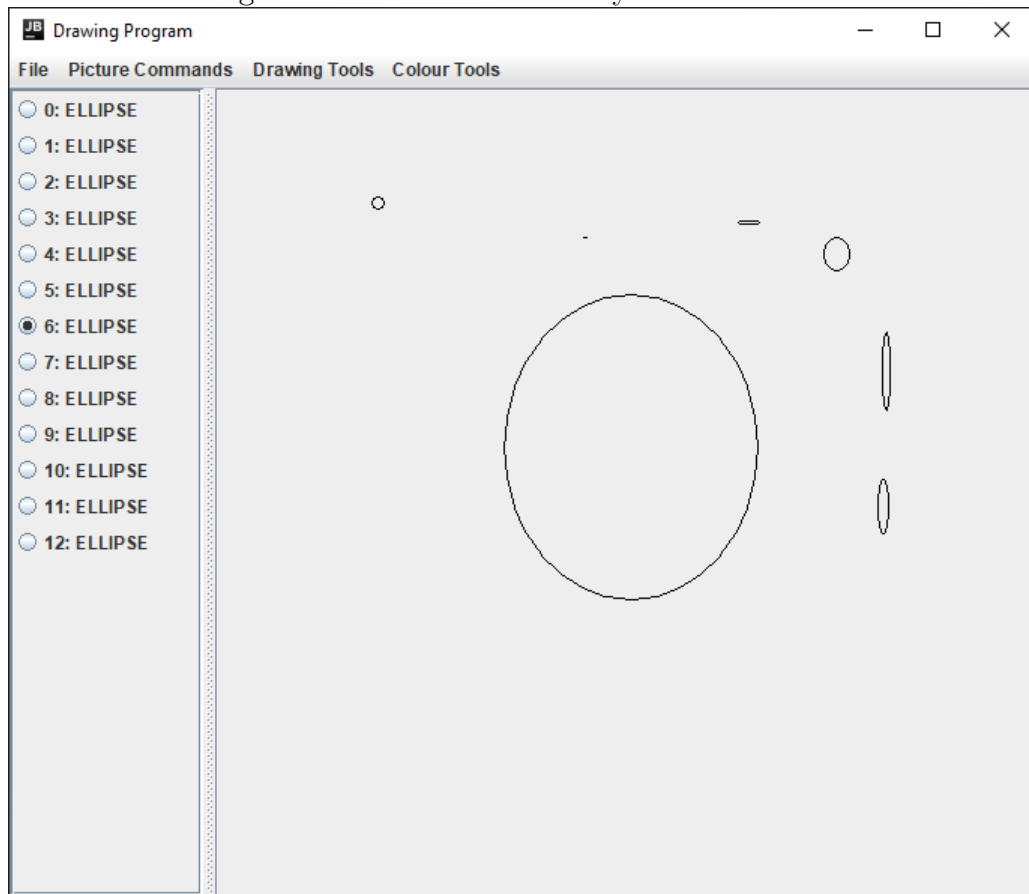 JB Drawing Program
File Picture Commands Drawing Tools Colour Tools
0: ELLIPSE
1: ELLIPSE
2: ELLIPSE
3: ELLIPSE
4: ELLIPSE
5: ELLIPSE
6: ELLIPSE
7: ELLIPSE
8: ELLIPSE
9: ELLIPSE
10: ELLIPSE
11: ELLIPSE
12: ELLIPSE